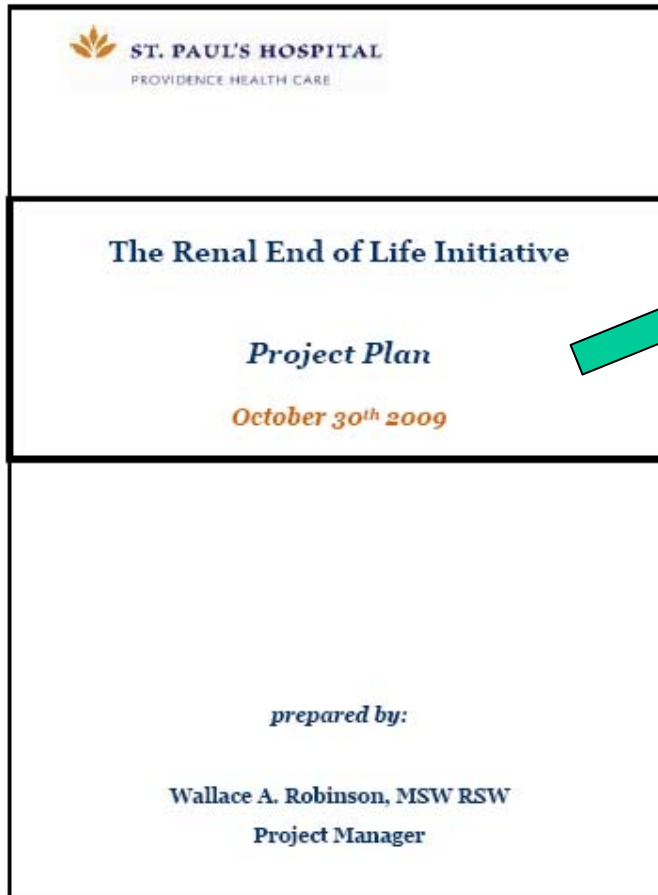 ST. PAUL'S HOSPITAL
PROVIDENCE HEALTH CARE
The Renal End of Life Initiative
Project Plan
October 30th 2009
prepared by:
Wallace A. Robinson, MSW RSW
Project Manager